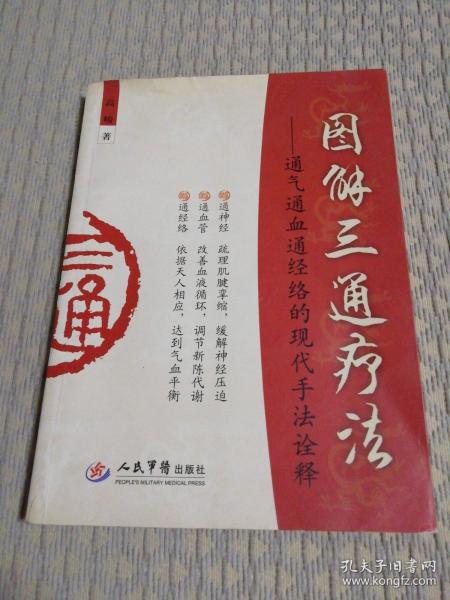 图解三通疗法
——通气通血通经络的现代手法诠释
通神经 疏理肌腱挛缩，缓解神经压迫
通血管 改善血液循环，调节新陈代谢
通经络 依据天人相应，达到气血平衡
高皖 著
三通
人民军医出版社
PEOPLE'S MILITARY MEDICAL PRESS
孔夫子旧书网
www.kongfz.com